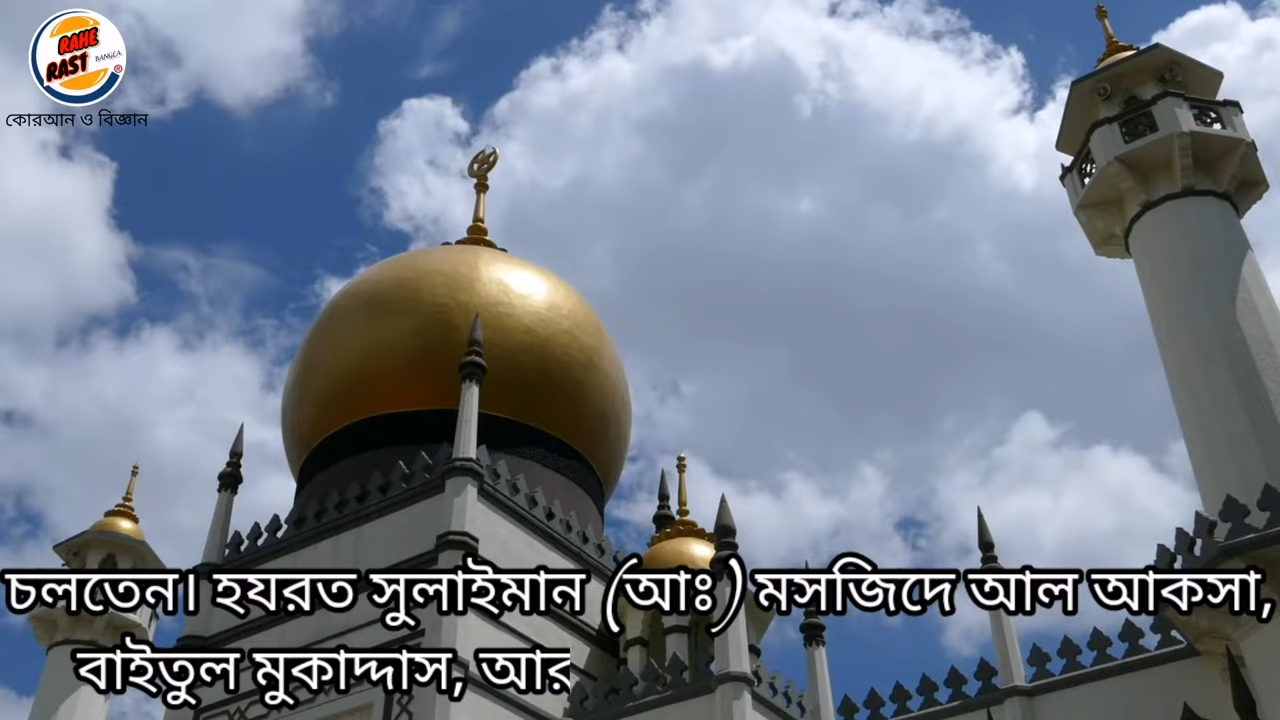 RAHE
RAST BANGLA ®
কোরআন ও বিজ্ঞান
চলতেন। হযরত সুলাইমান (আঃ) মসজিদে আল আকসা,
বাইতুল মুকাদ্দাস, আর